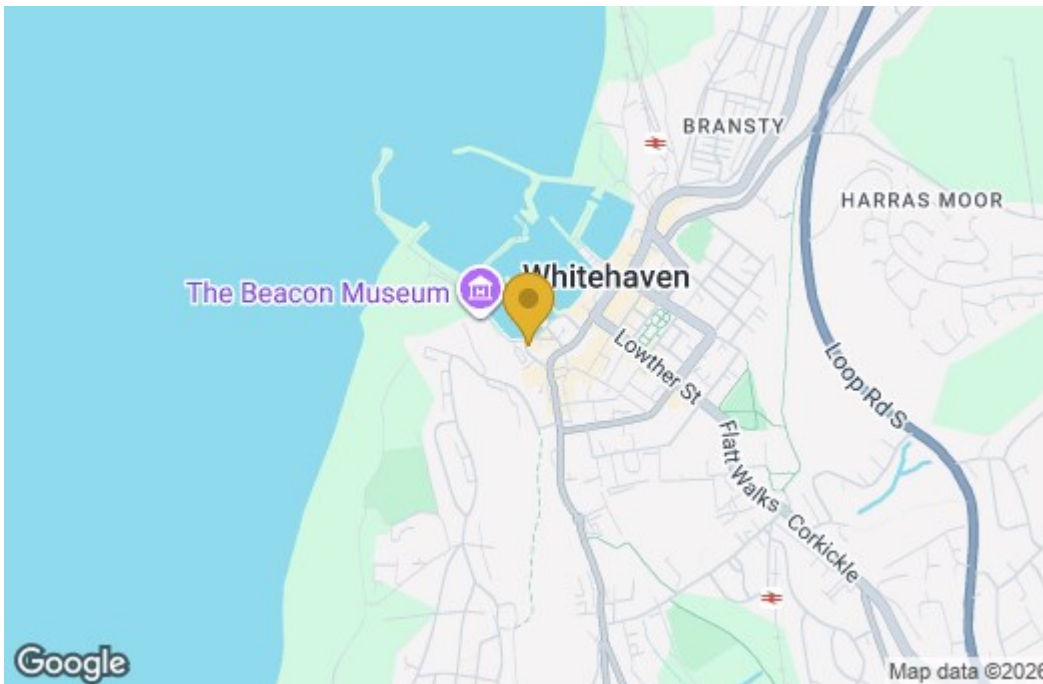 BRANSTY
HARRAS MOOR
Whitehaven
The Beacon Museum
Lowther St
Loop Rd S
Flatt Walks
Corkickle
Google
Map data ©2026